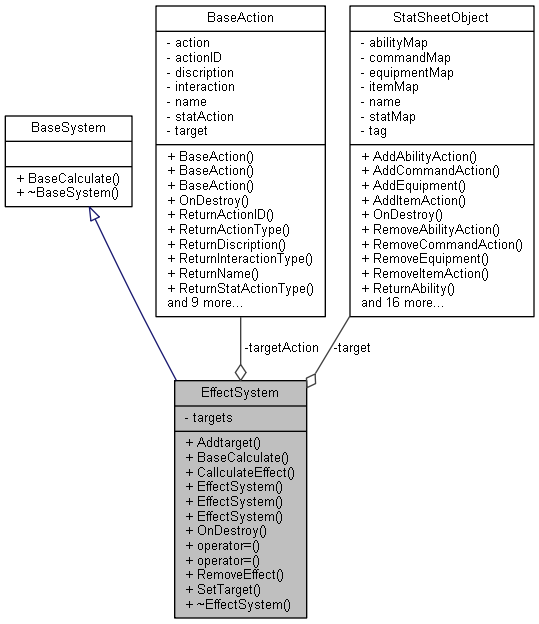 BaseAction
- action
- actionID
- discription
- interaction
- name
- statAction
- target
+ BaseAction()
+ BaseAction()
+ BaseAction()
+ OnDestroy()
+ ReturnActionID()
+ ReturnActionType()
+ ReturnDiscription()
+ ReturnInteractionType()
+ ReturnName()
+ ReturnStatActionType()
and 9 more...
StatSheetObject
- abilityMap
- commandMap
- equipmentMap
- itemMap
- name
- statMap
- tag
+ AddAbilityAction()
+ AddCommandAction()
+ AddEquipment()
+ AddItemAction()
+ OnDestroy()
+ RemoveAbilityAction()
+ RemoveCommandAction()
+ RemoveEquipment()
+ RemoveItemAction()
+ ReturnAbility()
and 16 more...
BaseSystem
+ BaseCalculate()
+ ~BaseSystem()
-targetAction
-target
EffectSystem
- targets
+ Addtarget()
+ BaseCalculate()
+ CallculateEffect()
+ EffectSystem()
+ EffectSystem()
+ EffectSystem()
+ OnDestroy()
+ operator=()
+ operator=()
+ RemoveEffect()
+ SetTarget()
+ ~EffectSystem()